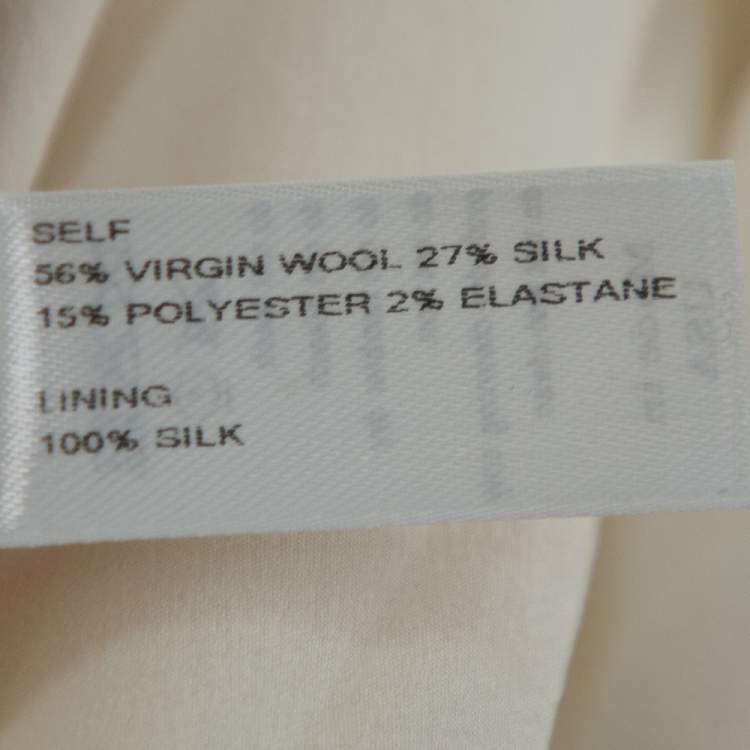 SELF
56% VIRGIN WOOL 27% SILK
15% POLYESTER 2% ELASTANE
LINING
100% SILK